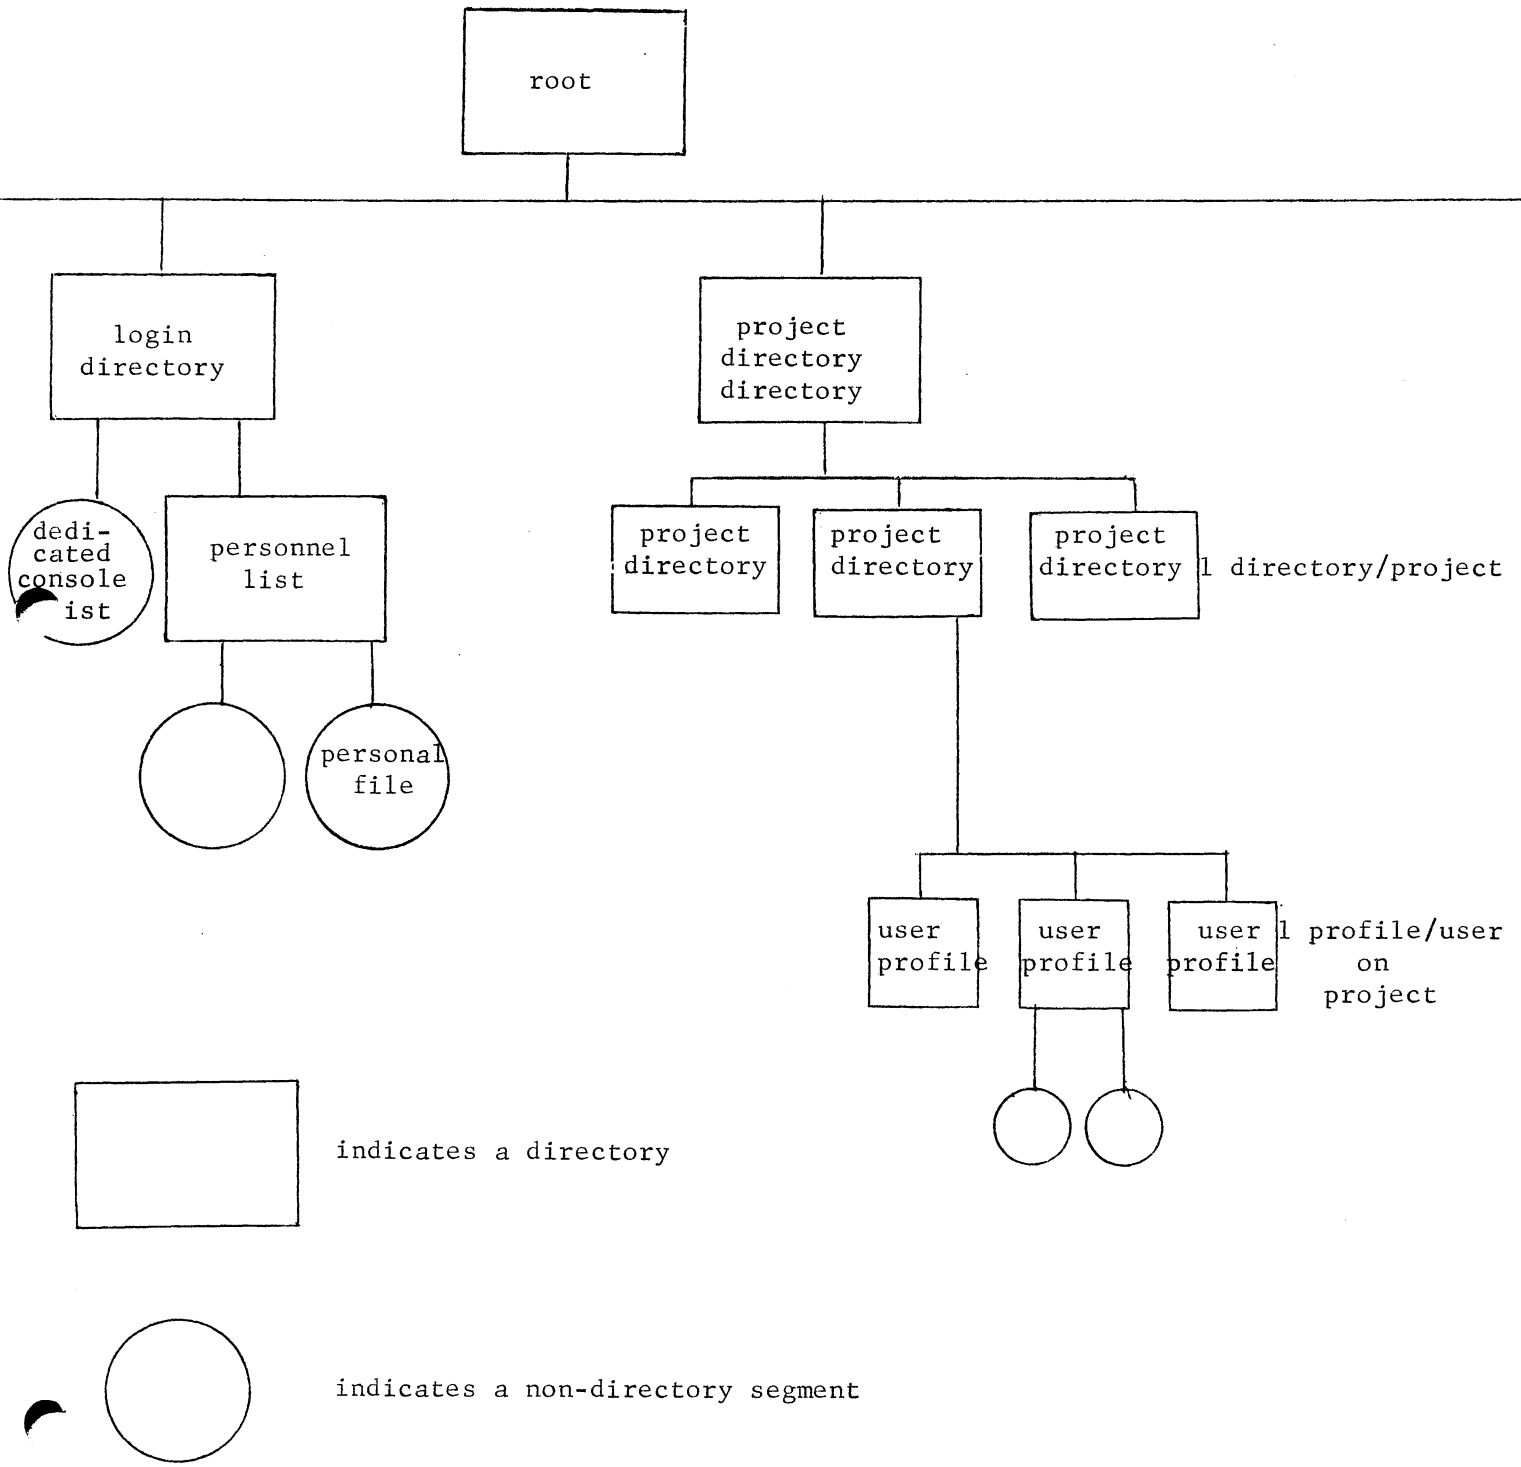 root
login
directory
project
directory
directory
dedi-
cated
console
ist
personnel
list
project
directory
project
directory
project
directory
1 directory/project
personal
file
user
profile
user
profile
user
profile
1 profile/user
on
project
indicates a directory
indicates a non-directory segment